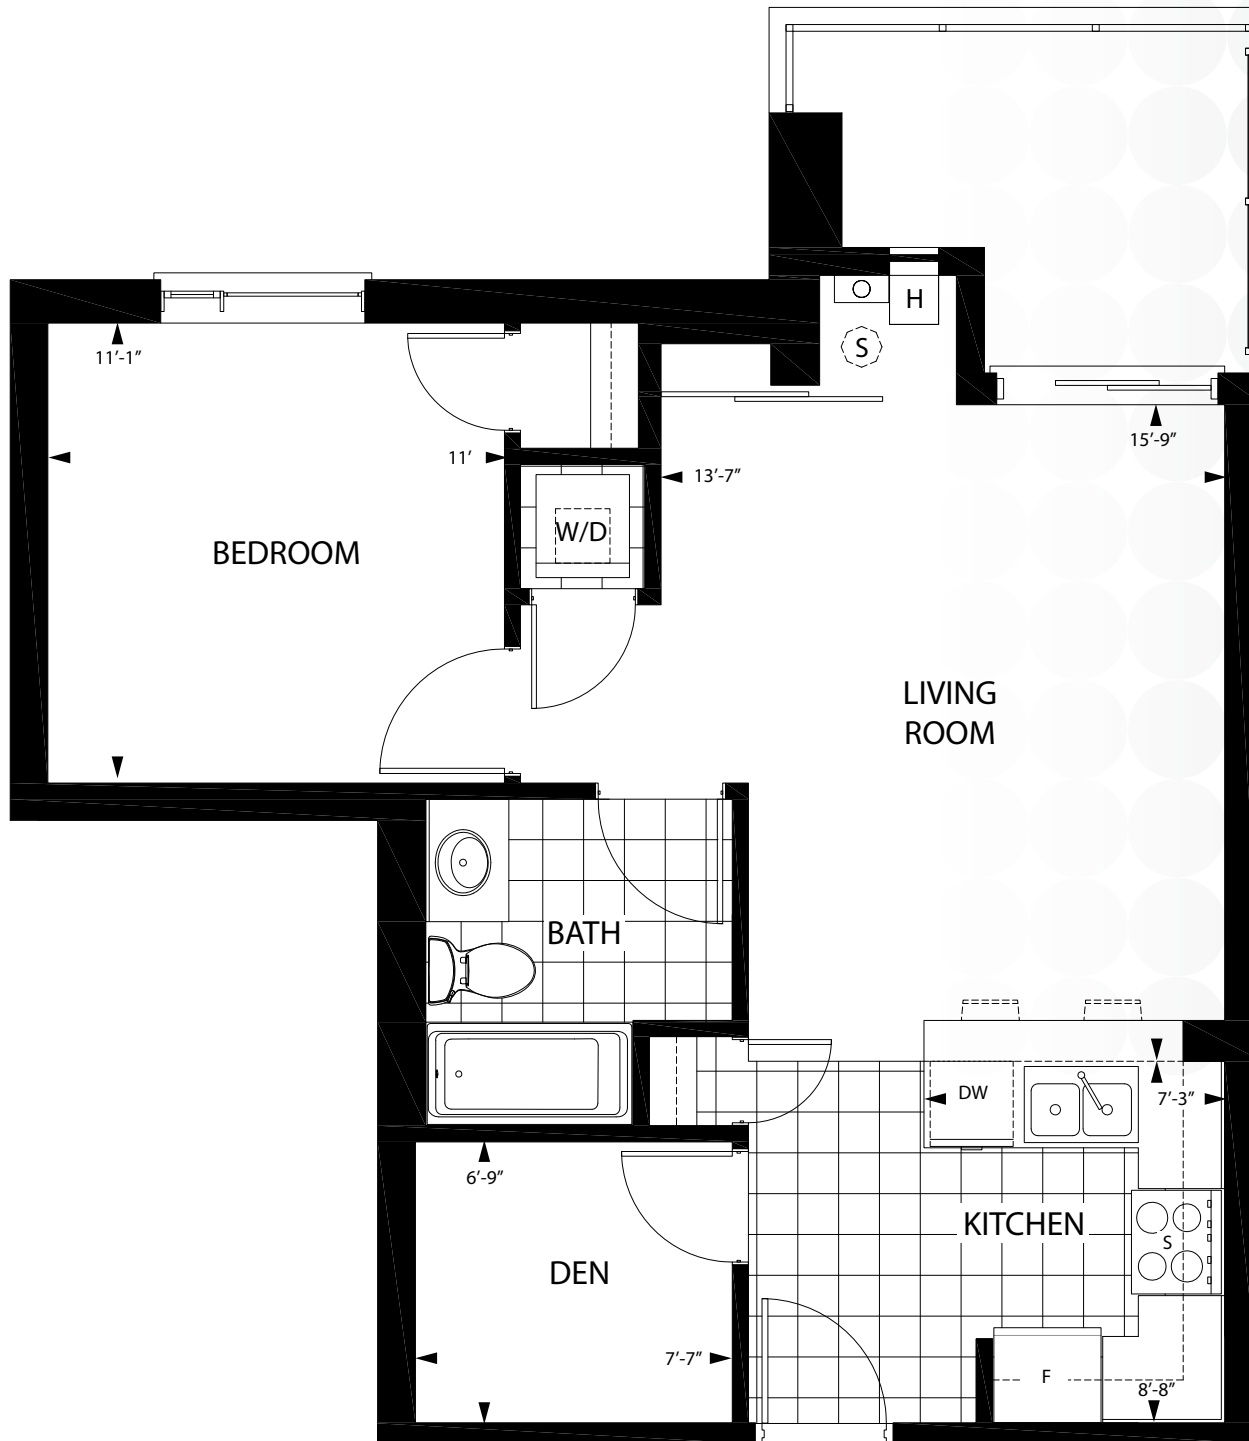 H
S
11’-1”
15’-9”
11’
13’-7”
W/D
BEDROOM
LIVING
ROOM
BATH
DW
7’-3”
6’-9”
KITCHEN
S
DEN
7’-7”
F
8’-8”